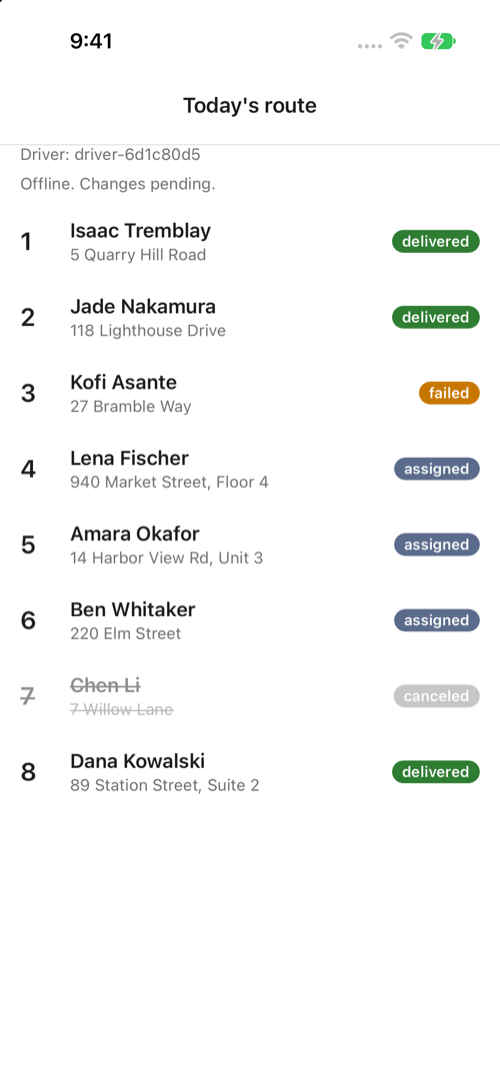 9:41
Today's route
Driver: driver-6d1c80d5
Offline. Changes pending.
1 Isaac Tremblay
5 Quarry Hill Road
delivered
2 Jade Nakamura
118 Lighthouse Drive
delivered
3 Kofi Asante
27 Bramble Way
failed
4 Lena Fischer
940 Market Street, Floor 4
assigned
5 Amara Okafor
14 Harbor View Rd, Unit 3
assigned
6 Ben Whitaker
220 Elm Street
assigned
7 Chen Li
7 Willow Lane
canceled
8 Dana Kowalski
89 Station Street, Suite 2
delivered